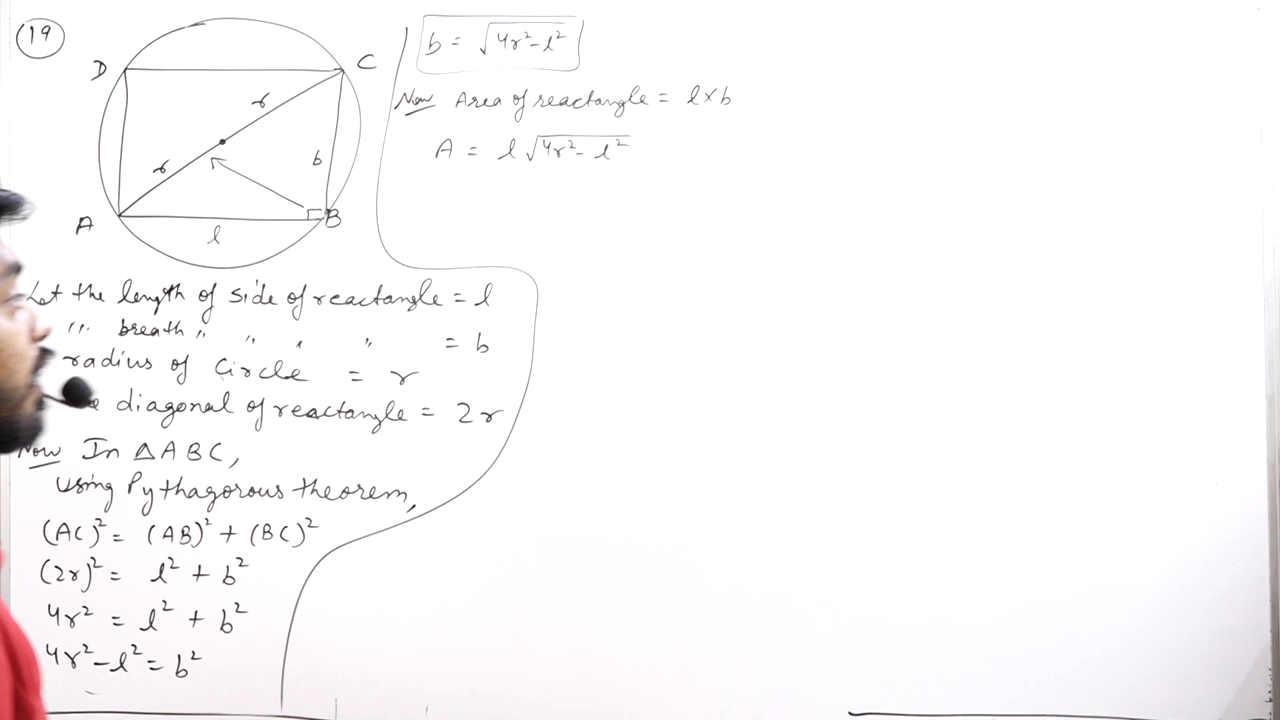 19
D
C
r
r
b
A
B
l
Let the length of side of reactangle = l
,,, breath ,, ,, , ,, = b
radius of Circle = r
diagonal of reactangle = 2r
Now In △ABC,
Using Pythagorous theorem,
(AC)² = (AB)² + (BC)²
(2r)² = l² + b²
4r² = l² + b²
4r² - l² = b²
b = √4r² - l²
Now Area of reactangle = l × b
A = l √4r² - l²